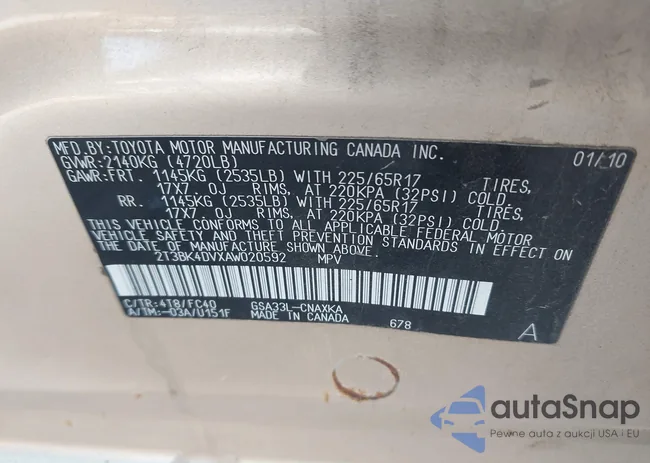 MFD.BY:TOYOTA MOTOR MANUFACTURING CANADA INC. 01/10
GVWR:2140KG (4720LB)
GAWR:FRT. 1145KG (2535LB) WITH 225/65R17 TIRES,
17X7. 0J RIMS, AT 220KPA (32PSI) COLD.
RR. 1145KG (2535LB) WITH 225/65R17 TIRES,
17X7. 0J RIMS, AT 220KPA (32PSI) COLD.
THIS VEHICLE CONFORMS TO ALL APPLICABLE FEDERAL MOTOR
VEHICLE SAFETY AND THEFT PREVENTION STANDARDS IN EFFECT ON
THE DATE OF MANUFACTURE SHOWN ABOVE.
2T3BK4DVXAW020592 MPV
C/TR:4T8/FC40 GSA33L-CNAXKA
A/TM:-03A/U151F MADE IN CANADA 678 A
autaSnap
Pewne auta z aukcji USA i EU